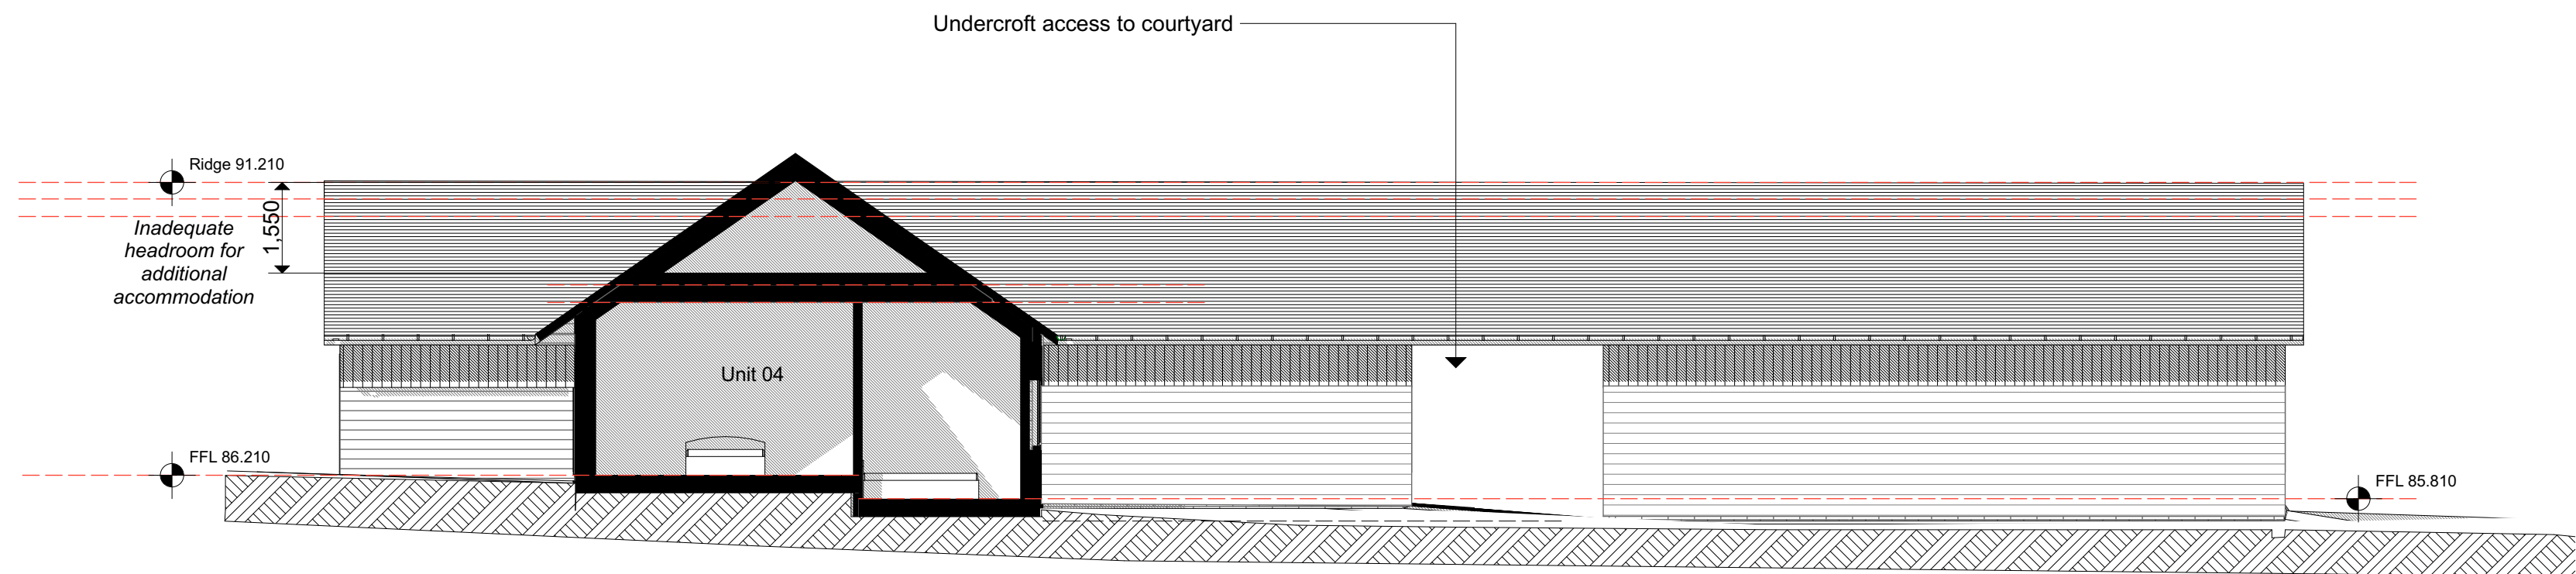 Undercroft access to courtyard
Ridge 91.210
1,550
Inadequate
headroom for
additional
accommodation
Unit 04
FFL 86.210
FFL 85.810